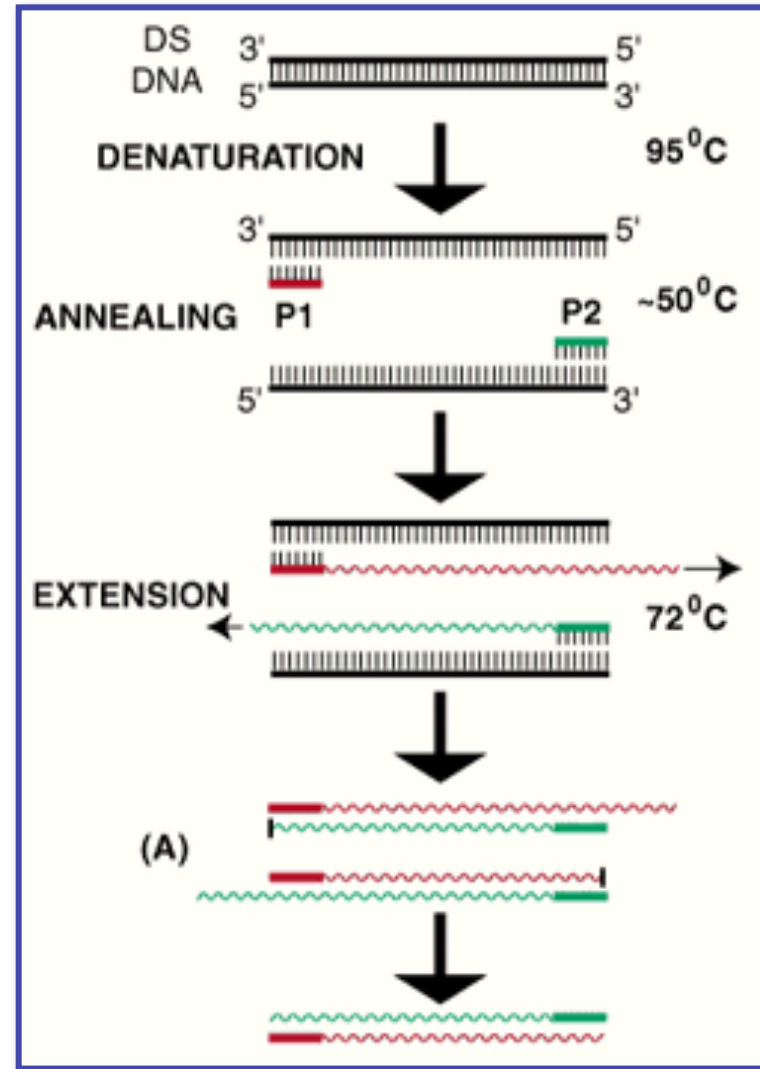 DS 3' 5'
DNA 5' 3'
DENATURATION 95⁰C
3' 5'
ANNEALING P1 P2 ~50⁰C
5' 3'
EXTENSION 72⁰C
(A)